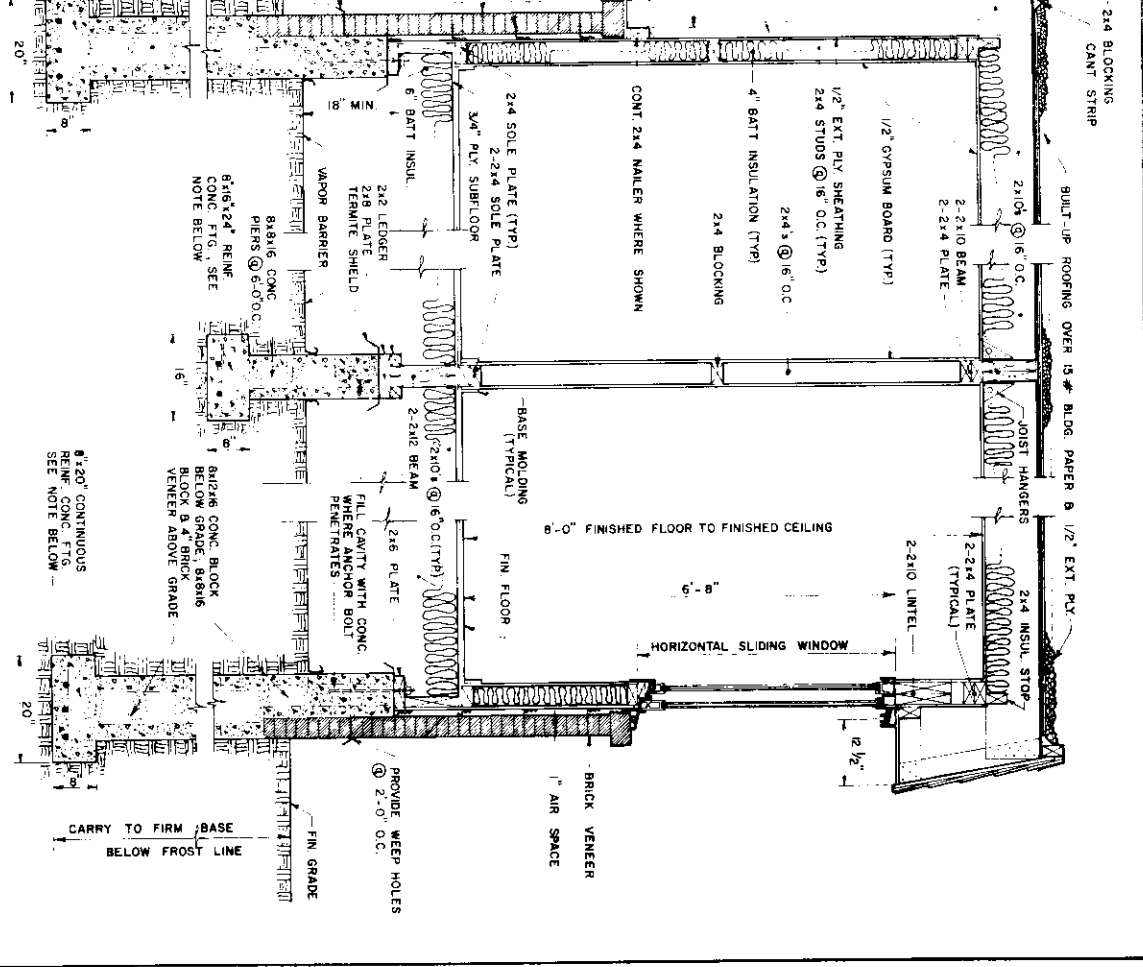 - 2x4 BLOCKING
CANT STRIP
BUILT-UP ROOFING OVER 15 # BLDG. PAPER & 1/2" EXT. PLY.
2x10's @ 16" O.C.
2-2x10 BEAM
2-2x4 PLATE
JOIST HANGERS
2x4 INSUL STOP
2-2x4 PLATE
(TYPICAL)
2-2x10 LINTEL
12 1/2"
1/2" GYPSUM BOARD (TYP.)
1/2" EXT. PLY. SHEATHING
2x4 STUDS @ 16" O.C. (TYP.)
2x4's @ 16" O.C.
4" BATT INSULATION (TYP.)
2x4 BLOCKING
CONT. 2x4 NAILER WHERE SHOWN
8'-0" FINISHED FLOOR TO FINISHED CEILING
6'-8"
HORIZONTAL SLIDING WINDOW
BRICK VENEER
1" AIR SPACE
2x4 SOLE PLATE (TYP.)
2-2x4 SOLE PLATE
3/4" PLY. SUBFLOOR
BASE MOLDING
(TYPICAL)
FIN. FLOOR
6" BATT INSUL.
18" MIN.
2x2 LEDGER
2x8 PLATE
TERMITE SHIELD
2-2x12 BEAM
2x10's @ 16" O.C. (TYP.)
2x6 PLATE
FILL CAVITY WITH CONC.
WHERE ANCHOR BOLT
PENETRATES
PROVIDE WEEP HOLES
@ 2'-0" O.C.
VAPOR BARRIER
8x8x16 CONC
PIERS @ 6'-0" O.C.
8"x16"x24" REINF
CONC. FTG., SEE
NOTE BELOW
16"
8"
8x12x16 CONC. BLOCK
BELOW GRADE, 8x8x16
BLOCK & 4" BRICK
VENEER ABOVE GRADE
8"x20" CONTINUOUS
REINF. CONC. FTG.
SEE NOTE BELOW
FIN. GRADE
CARRY TO FIRM BASE
BELOW FROST LINE
20"
8"
20"
8"